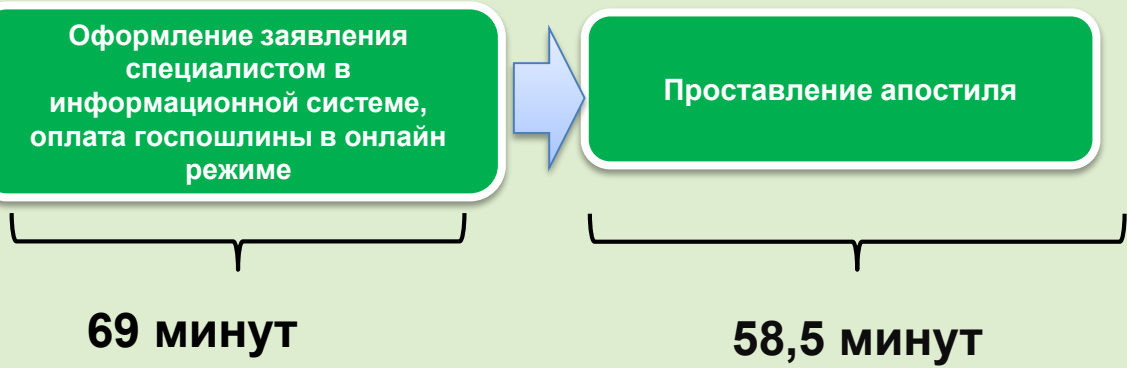 Оформление заявления
специалистом в
информационной системе,
оплата госпошлины в онлайн
режиме
Проставление апостиля
69 минут
58,5 минут